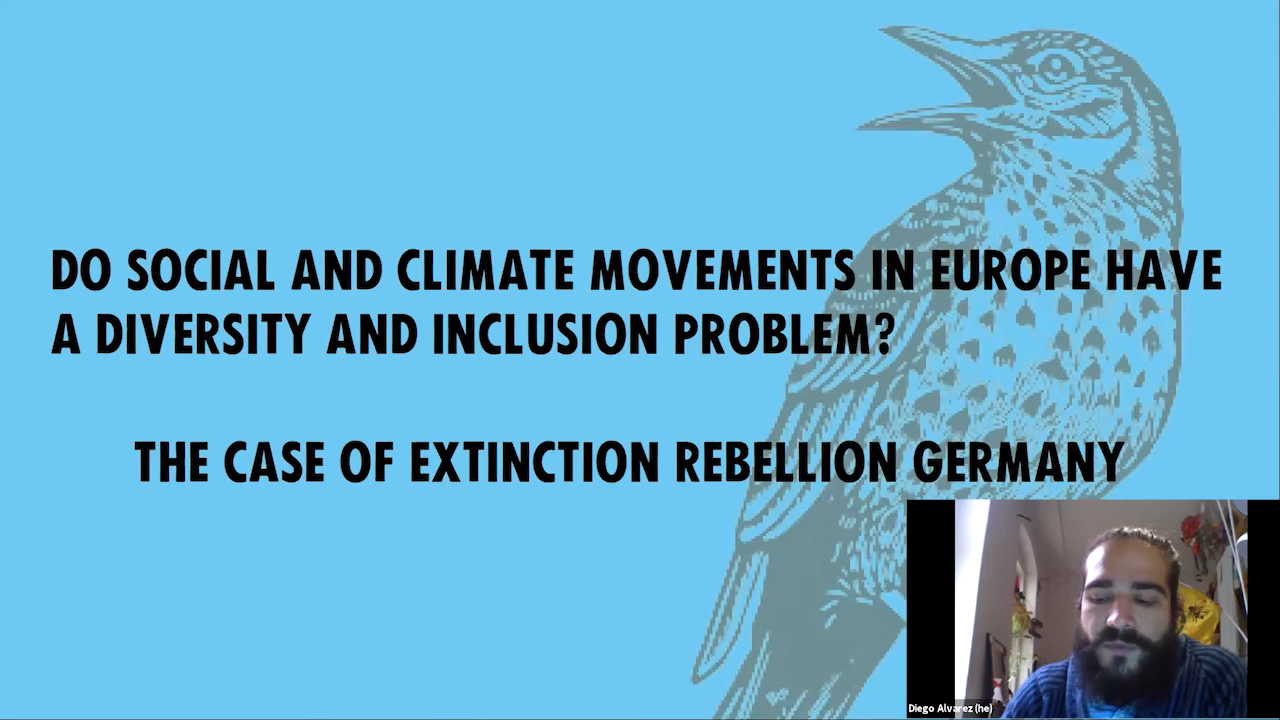 DO SOCIAL AND CLIMATE MOVEMENTS IN EUROPE HAVE
A DIVERSITY AND INCLUSION PROBLEM?
THE CASE OF EXTINCTION REBELLION GERMANY
Diego Alvarez (he)